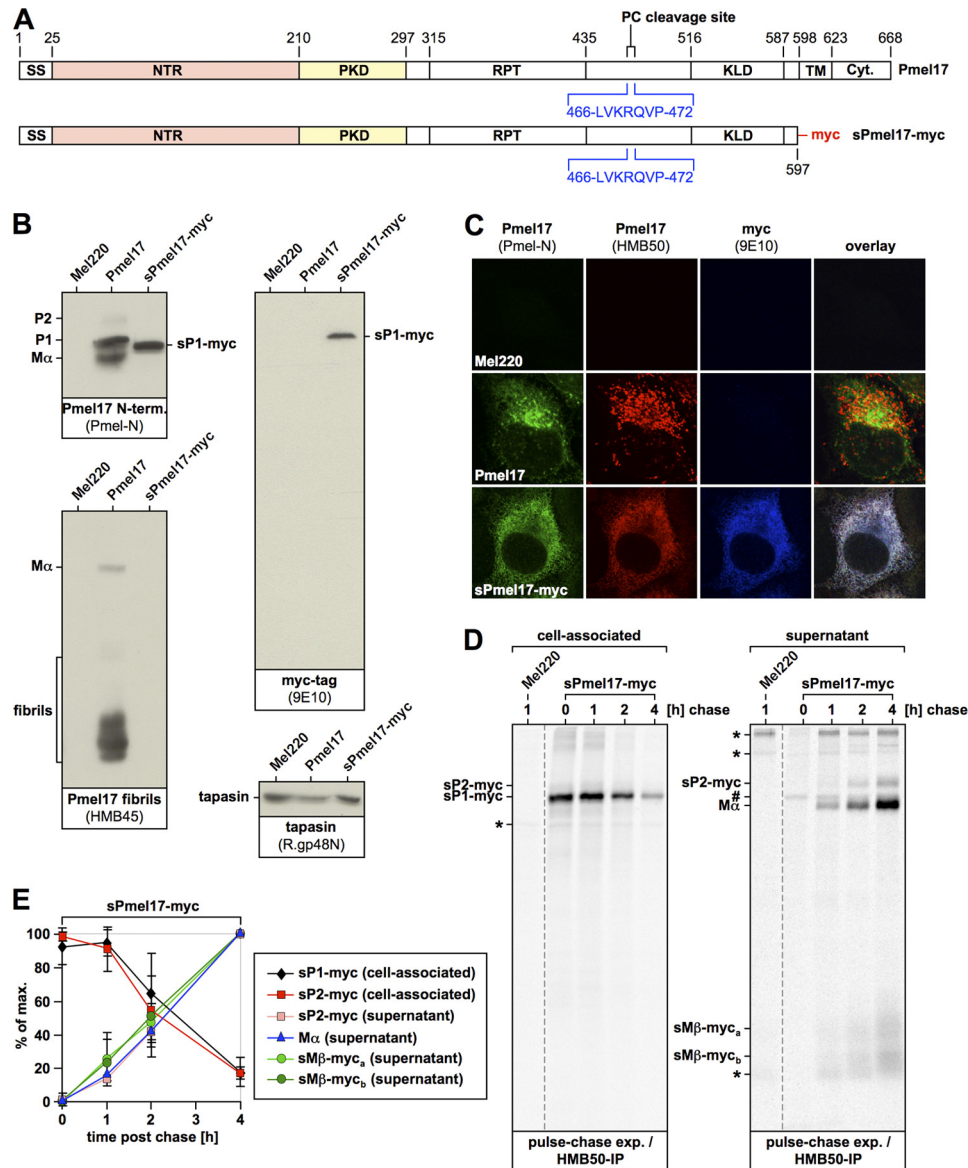 A
PC cleavage site
1 25 210 297 315 435 516 587 598 623 668
SS NTR PKD RPT KLD TM Cyt. Pmel17
466-LVKRQVP-472
SS NTR PKD RPT KLD myc sPmel17-myc
597
466-LVKRQVP-472
B
Mel220 Pmel17 sPmel17-myc
P2
P1
Mα
sP1-myc
Pmel17 N-term.
(Pmel-N)
Mel220 Pmel17 sPmel17-myc
Mα
fibrils
Pmel17 fibrils
(HMB45)
Mel220 Pmel17 sPmel17-myc
sP1-myc
myc-tag
(9E10)
Mel220 Pmel17 sPmel17-myc
tapasin
tapasin
(R.gp48N)
C
Pmel17 Pmel17 myc overlay
(Pmel-N) (HMB50) (9E10)
Mel220
Pmel17
sPmel17-myc
D
cell-associated
Mel220
sPmel17-myc
1 0 1 2 4 [h] chase
sP2-myc
sP1-myc
*
pulse-chase exp. /
HMB50-IP
supernatant
Mel220
sPmel17-myc
1 0 1 2 4 [h] chase
*
*
sP2-myc
#
Mα
sMβ-myca
sMβ-mycb
*
pulse-chase exp. /
HMB50-IP
E
sPmel17-myc
% of max.
100
80
60
40
20
0
0 1 2 4
time post chase [h]
sP1-myc (cell-associated)
sP2-myc (cell-associated)
sP2-myc (supernatant)
Mα (supernatant)
sMβ-myca (supernatant)
sMβ-mycb (supernatant)